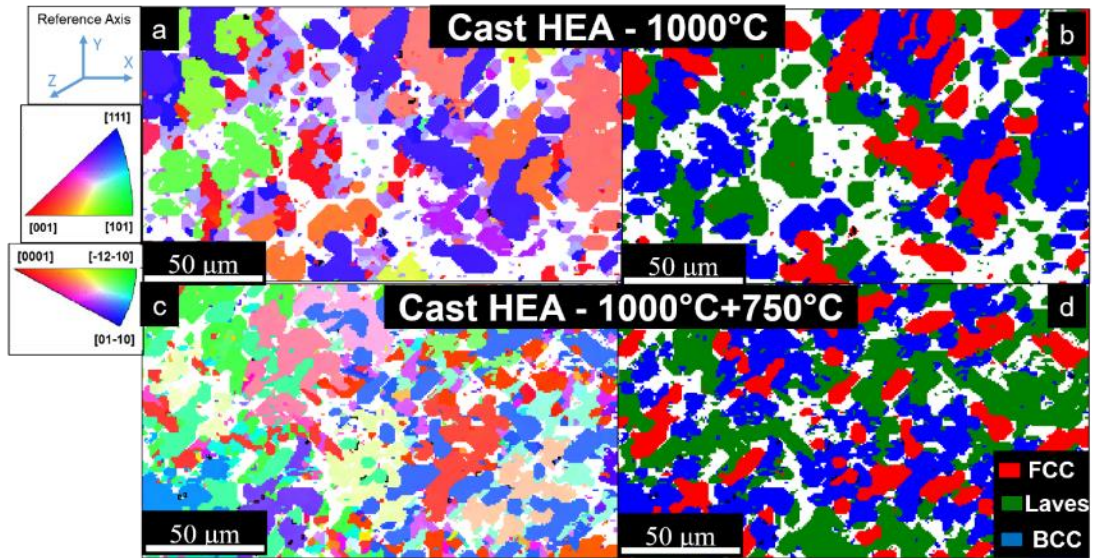 Reference Axis
Y
X
Z
[111]
[001] [101]
[0001] [-12-10]
[01-10]
a
Cast HEA - 1000°C
b
50 µm
50 µm
c
Cast HEA - 1000°C+750°C
d
50 µm
50 µm
FCC
Laves
BCC